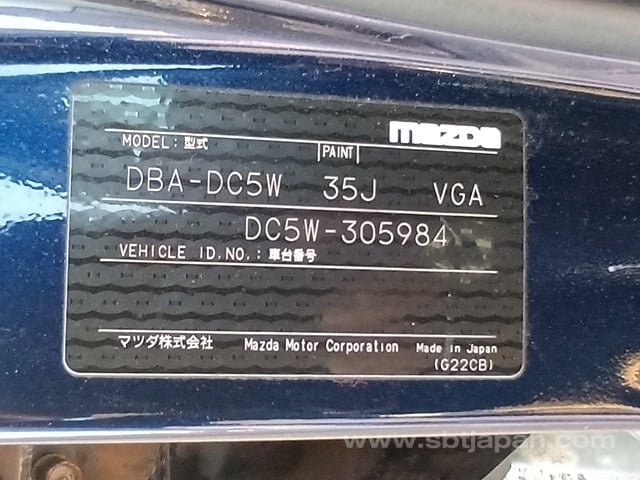 mazda
MODEL: 型式 |PAINT|
DBA-DC5W 35J VGA
DC5W-305984
VEHICLE ID.NO.: 車台番号
マツダ株式会社 Mazda Motor Corporation Made in Japan
(G22CB)
www.sbtjapan.com